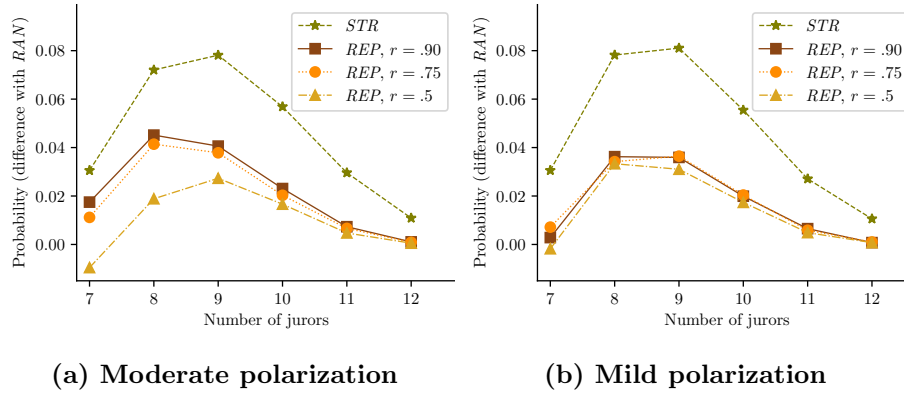 STR
REP, r = .90
REP, r = .75
REP, r = .5
Probability (difference with RAN)
0.08
0.06
0.04
0.02
0.00
7 8 9 10 11 12
Number of jurors
(a) Moderate polarization
STR
REP, r = .90
REP, r = .75
REP, r = .5
Probability (difference with RAN)
0.08
0.06
0.04
0.02
0.00
7 8 9 10 11 12
Number of jurors
(b) Mild polarization